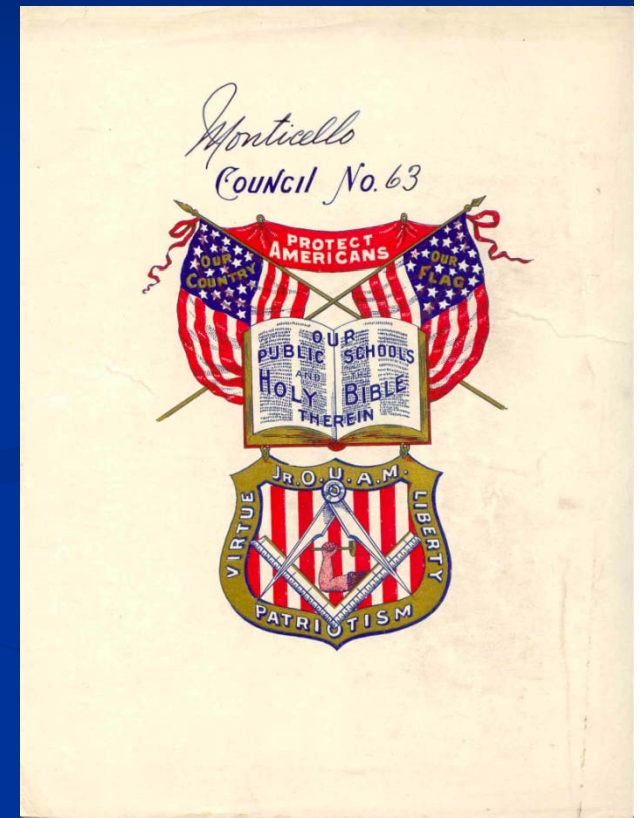 Monticello
COUNCIL No. 63
PROTECT
AMERICANS
OUR
COUNTRY
OUR
FLAG
OUR
PUBLIC SCHOOLS
AND THE
HOLY BIBLE
THEREIN
JR.O.U.A.M.
VIRTUE
LIBERTY
PATRIOTISM